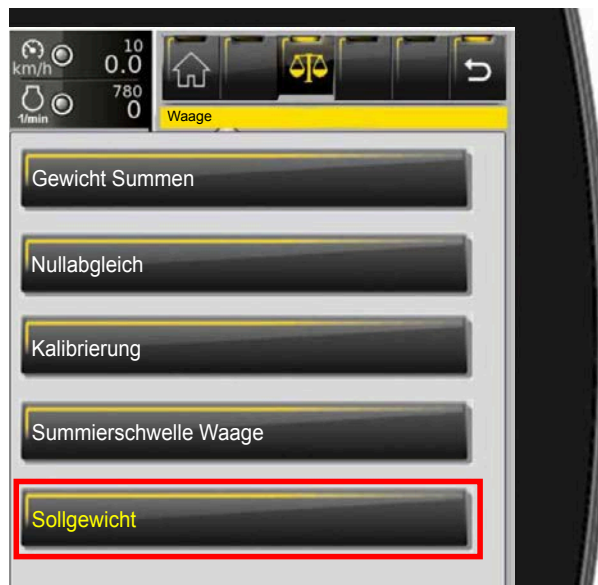 10
km/h 0.0
780
1/min 0
Waage
Gewicht Summen
Nullabgleich
Kalibrierung
Summierschwelle Waage
Sollgewicht